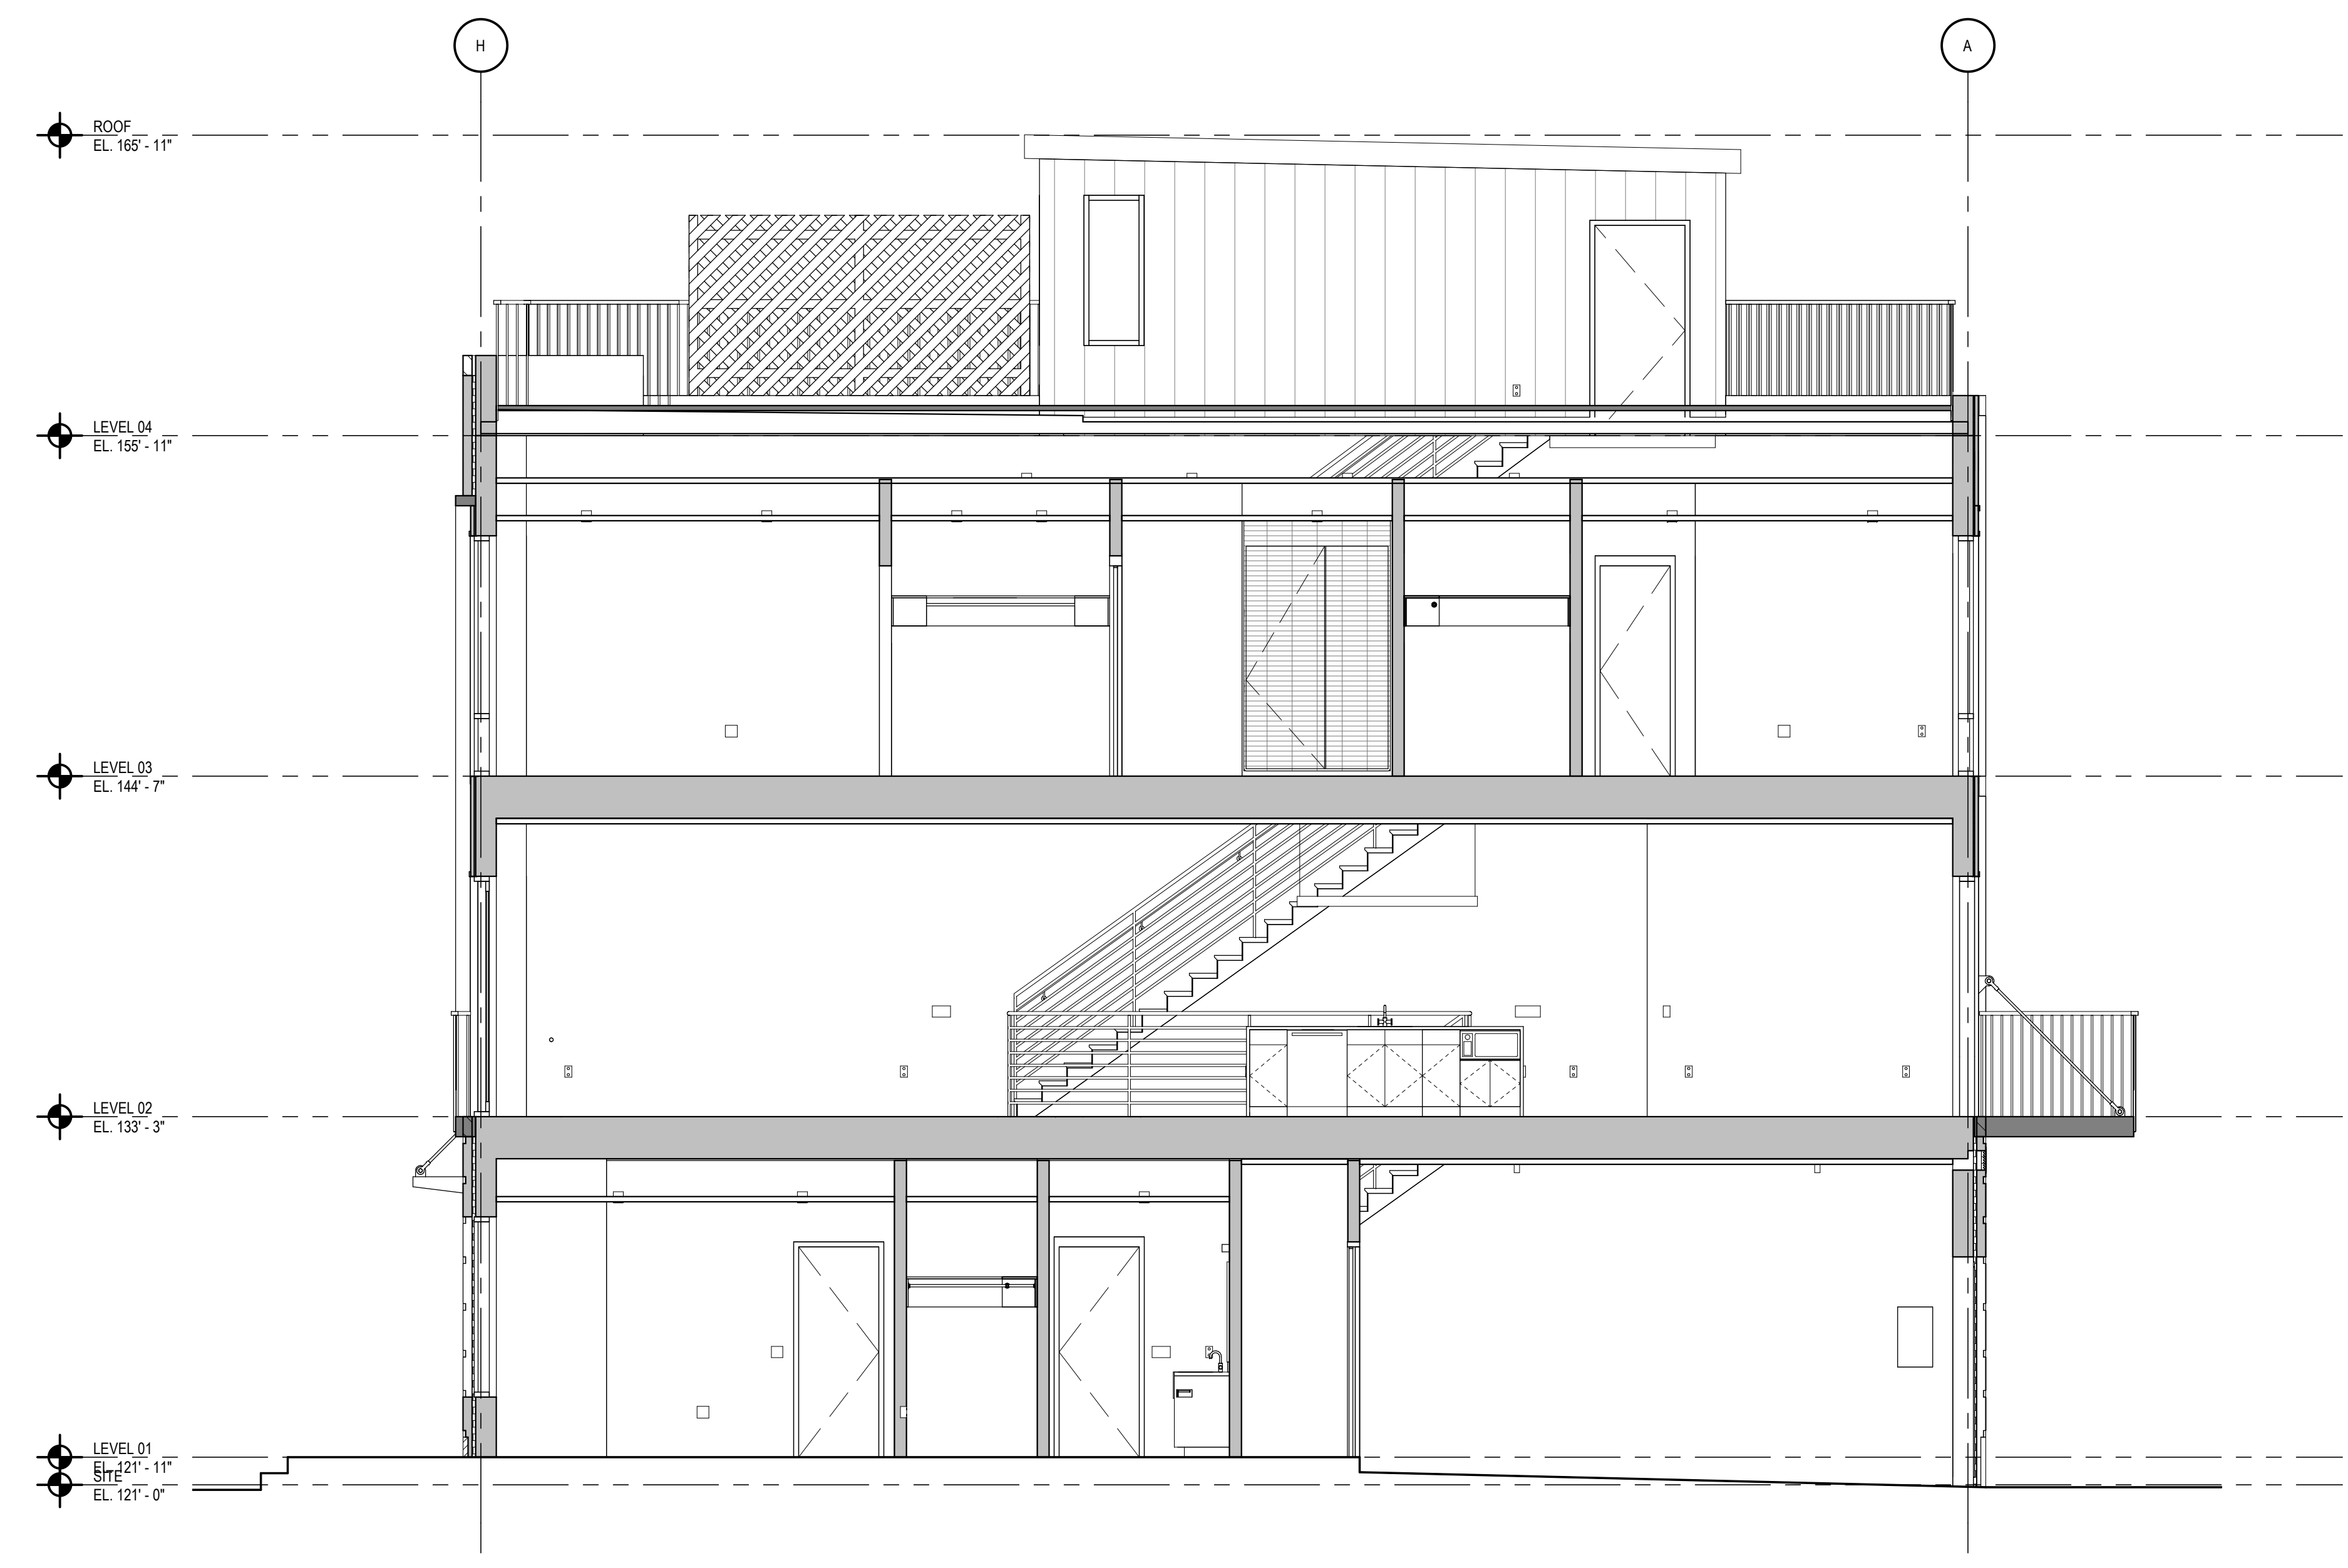 H
A
ROOF
EL. 165' - 11"
LEVEL 04
EL. 155' - 11"
LEVEL 03
EL. 144' - 7"
LEVEL 02
EL. 133' - 3"
LEVEL 01
EL. 121' - 11"
SITE
EL. 121' - 0"